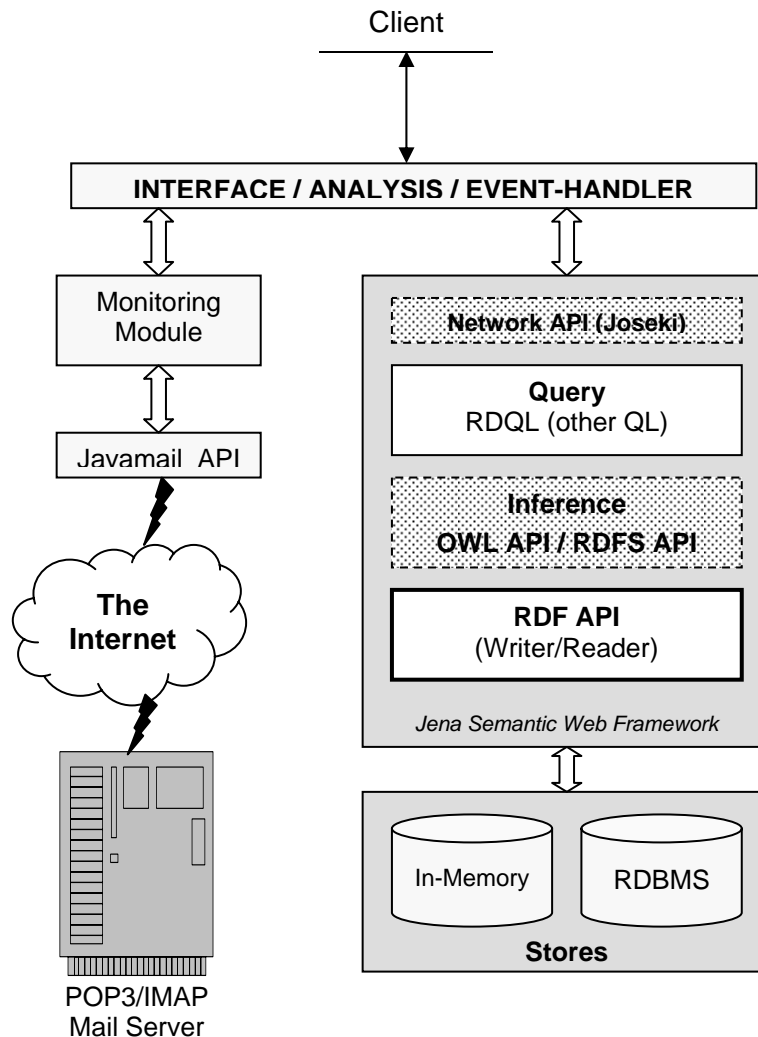 Client
INTERFACE / ANALYSIS / EVENT-HANDLER
Monitoring
Module
Javamail API
The
Internet
POP3/IMAP
Mail Server
Network API (Joseki)
Query
RDQL (other QL)
Inference
OWL API / RDFS API
RDF API
(Writer/Reader)
Jena Semantic Web Framework
In-Memory
RDBMS
Stores